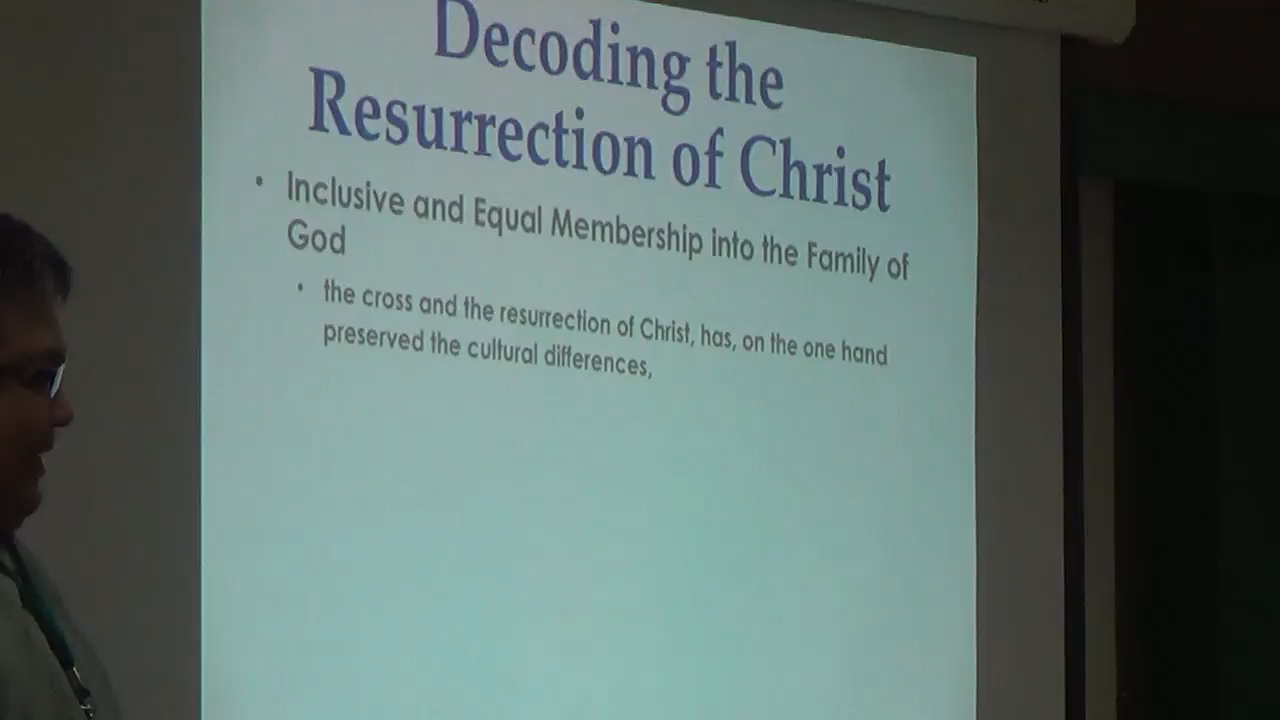 Decoding the
Resurrection of Christ
• Inclusive and Equal Membership into the Family of
God
• the cross and the resurrection of Christ, has, on the one hand
preserved the cultural differences,